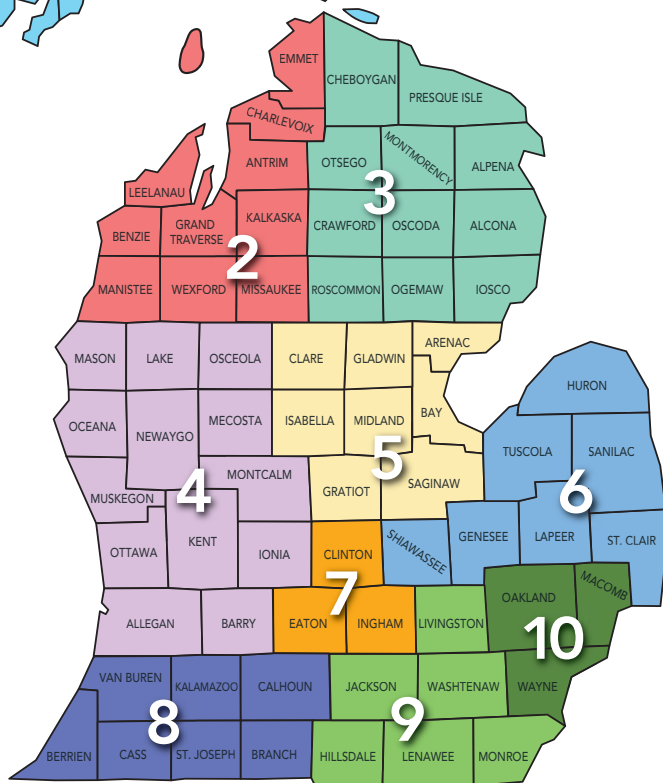 EMMET
CHEBOYGAN
PRESQUE ISLE
CHARLEVOIX
ANTRIM
OTSEGO
MONTMORENCY
ALPENA
3
LEELANAU
BENZIE
GRAND
TRAVERSE
KALKASKA
CRAWFORD
OSCODA
ALCONA
2
MANISTEE
WEXFORD
MISSAUKEE
ROSCOMMON
OGEMAW
IOSCO
MASON
LAKE
OSCEOLA
CLARE
GLADWIN
ARENAC
HURON
OCEANA
NEWAYGO
MECOSTA
ISABELLA
MIDLAND
BAY
TUSCOLA
SANILAC
5
MUSKEGON
4
MONTCALM
GRATIOT
SAGINAW
6
OTTAWA
KENT
IONIA
CLINTON
SHIAWASSEE
GENESEE
LAPEER
ST. CLAIR
7
ALLEGAN
BARRY
EATON
INGHAM
LIVINGSTON
OAKLAND
MACOMB
10
VAN BUREN
KALAMAZOO
CALHOUN
JACKSON
WASHTENAW
WAYNE
8
9
BERRIEN
CASS
ST. JOSEPH
BRANCH
HILLSDALE
LENAWEE
MONROE